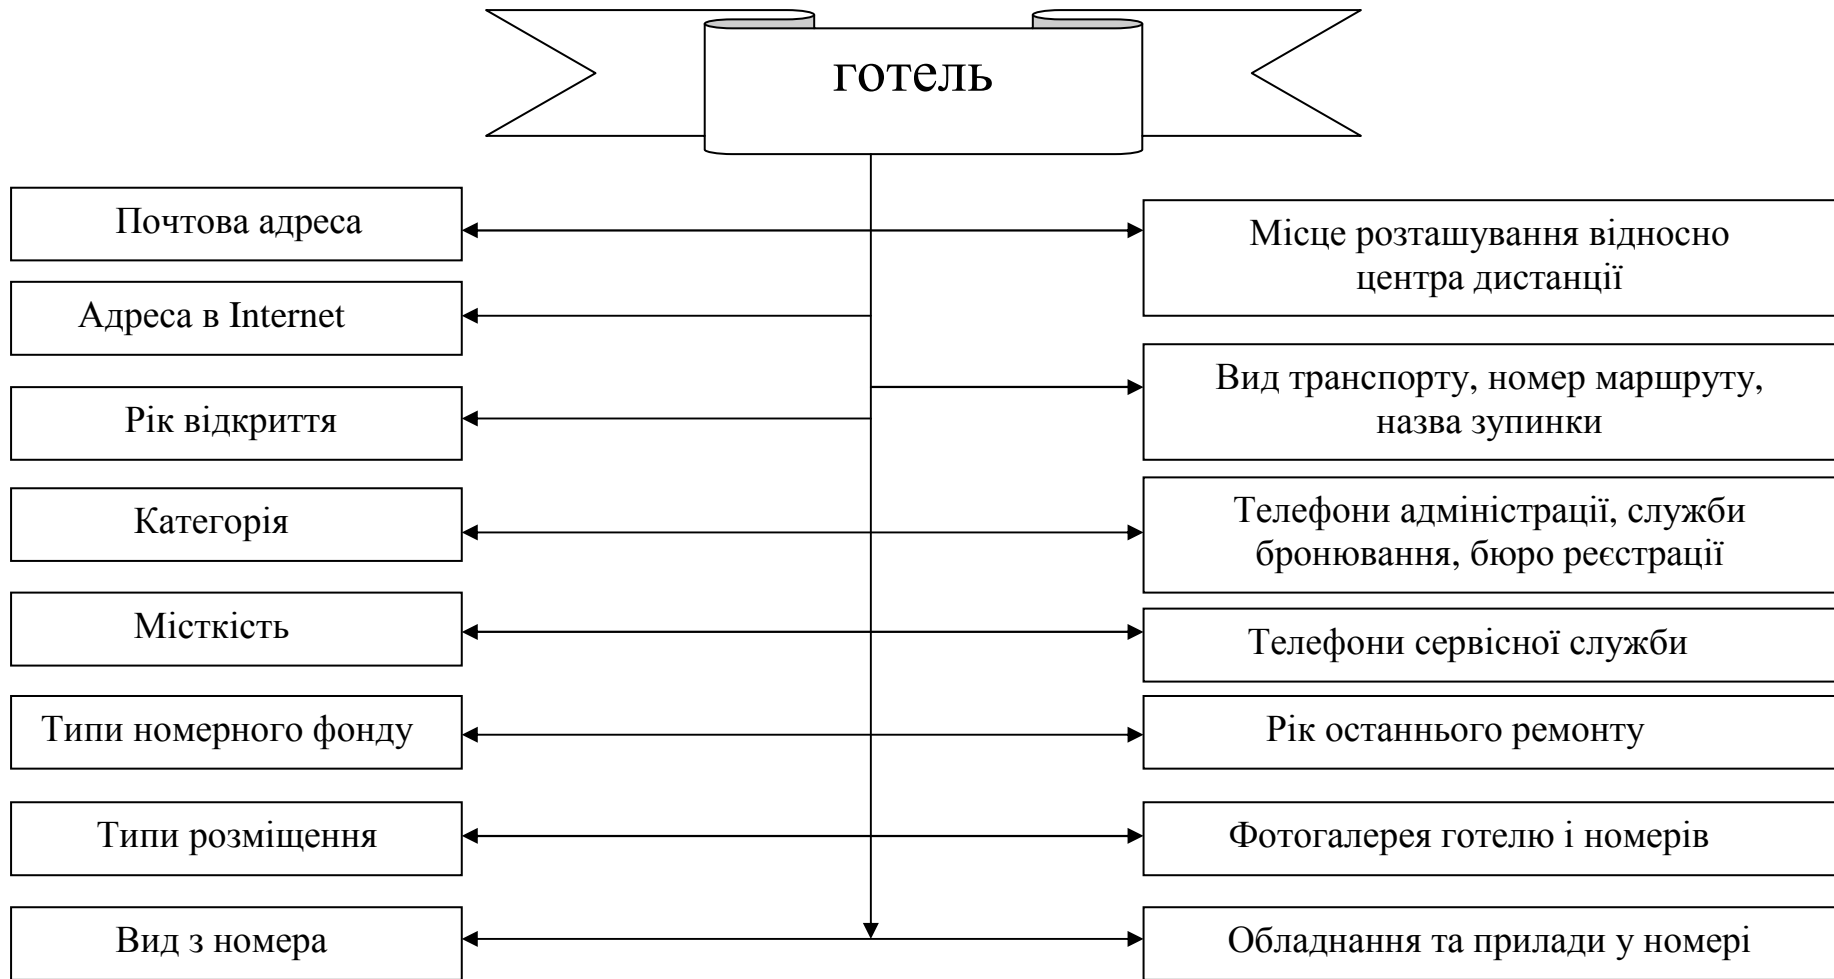 готель
Почтова адреса
Адреса в Internet
Рік відкриття
Категорія
Місткість
Типи номерного фонду
Типи розміщення
Вид з номера
Місце розташування відносно
центра дистанції
Вид транспорту, номер маршруту,
назва зупинки
Телефони адміністрації, служби
бронювання, бюро реєстрації
Телефони сервісної служби
Рік останнього ремонту
Фотогалерея готелю і номерів
Обладнання та прилади у номері